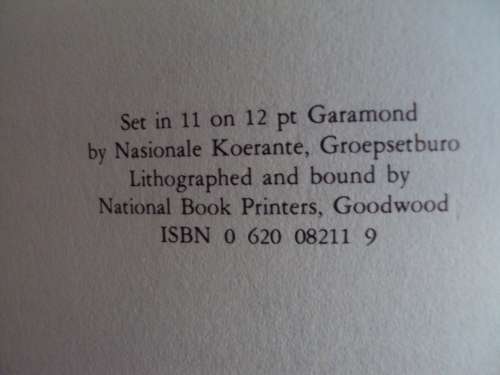 Set in 11 on 12 pt Garamond
by Nasionale Koerante, Groepsetburo
Lithographed and bound by
National Book Printers, Goodwood
ISBN 0 620 08211 9